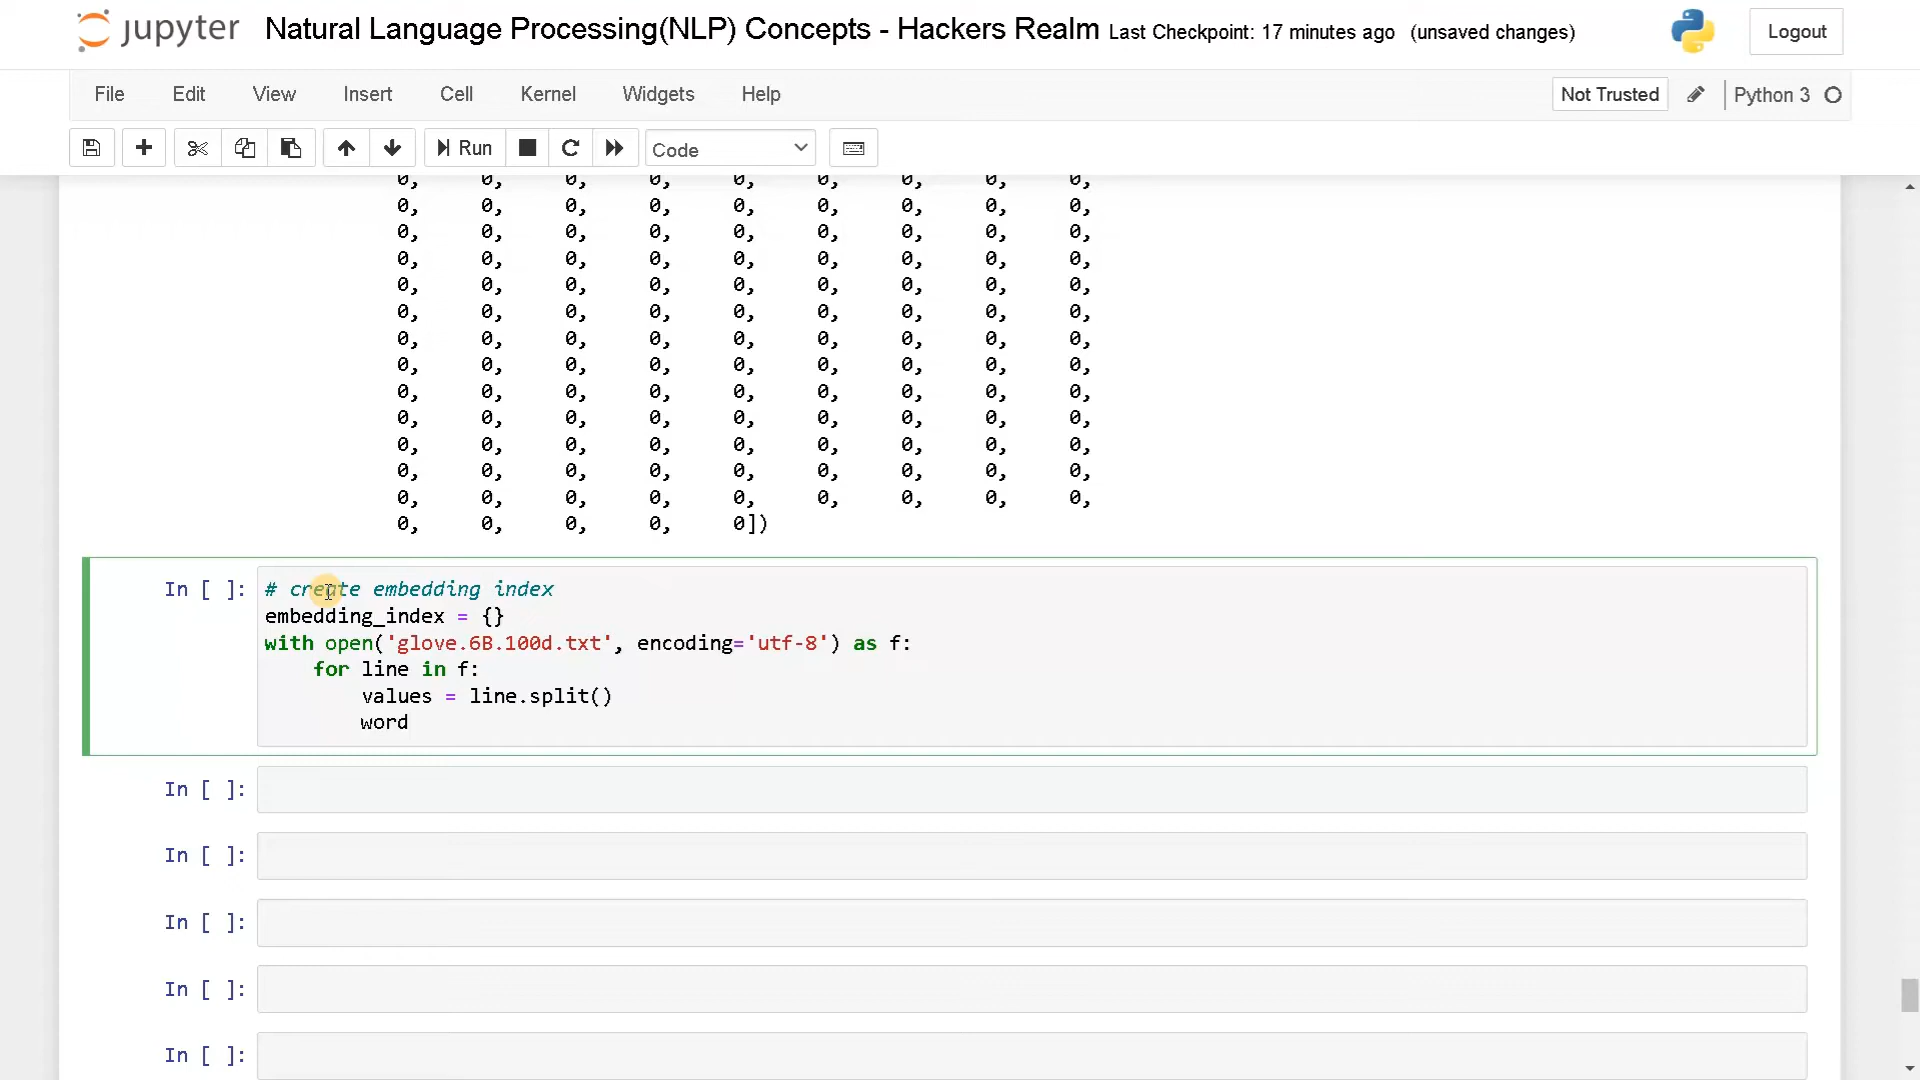 jupyter Natural Language Processing(NLP) Concepts - Hackers Realm Last Checkpoint: 17 minutes ago (unsaved changes) Logout
File Edit View Insert Cell Kernel Widgets Help Not Trusted Python 3
Run Code
0, 0, 0, 0, 0, 0, 0, 0, 0,
0, 0, 0, 0, 0, 0, 0, 0, 0,
0, 0, 0, 0, 0, 0, 0, 0, 0,
0, 0, 0, 0, 0, 0, 0, 0, 0,
0, 0, 0, 0, 0, 0, 0, 0, 0,
0, 0, 0, 0, 0, 0, 0, 0, 0,
0, 0, 0, 0, 0, 0, 0, 0, 0,
0, 0, 0, 0, 0, 0, 0, 0, 0,
0, 0, 0, 0, 0, 0, 0, 0, 0,
0, 0, 0, 0, 0, 0, 0, 0, 0,
0, 0, 0, 0, 0, 0, 0, 0, 0,
0, 0, 0, 0, 0, 0, 0, 0, 0,
0, 0, 0, 0, 0, 0, 0, 0, 0,
0, 0, 0, 0, 0])
In [ ]: # create embedding index
embedding_index = {}
with open('glove.6B.100d.txt', encoding='utf-8') as f:
for line in f:
values = line.split()
word
In [ ]:
In [ ]:
In [ ]:
In [ ]:
In [ ]: